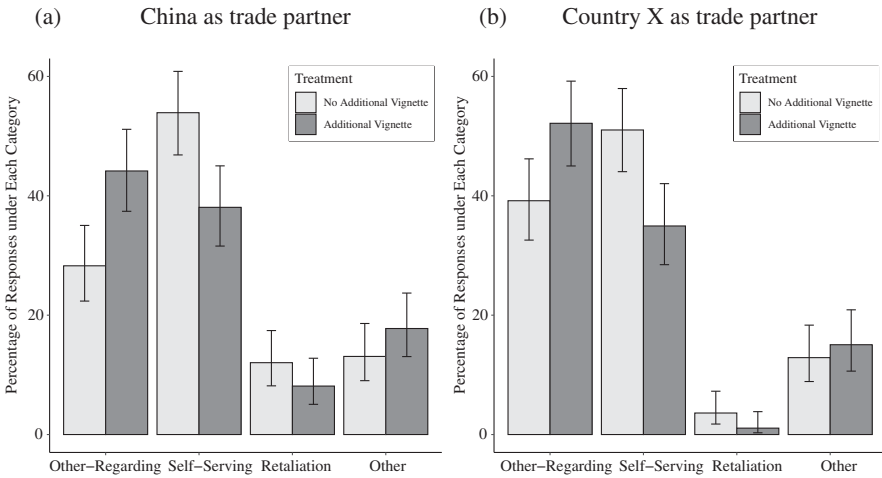 (a) China as trade partner
Percentage of Responses under Each Category
60
40
20
0
Treatment
No Additional Vignette
Additional Vignette
Other–Regarding Self–Serving Retaliation Other
(b) Country X as trade partner
Percentage of Responses under Each Category
60
40
20
0
Treatment
No Additional Vignette
Additional Vignette
Other–Regarding Self–Serving Retaliation Other